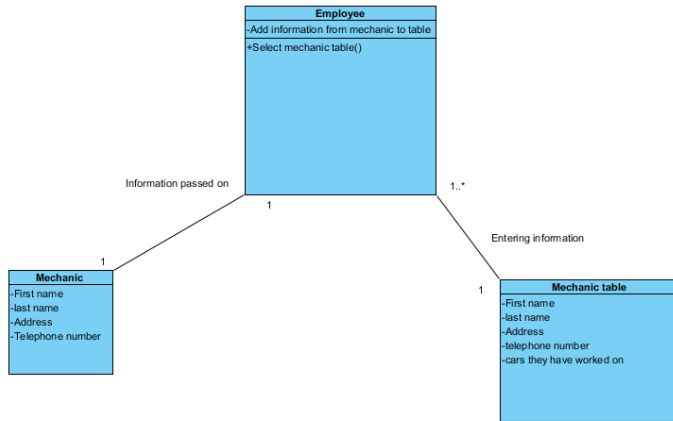 Employee
-Add information from mechanic to table
+Select mechanic table()
Information passed on
1
1..*
Entering information
1
1
Mechanic
-First name
-last name
-Address
-Telephone number
Mechanic table
-First name
-last name
-Address
-telephone number
-cars they have worked on